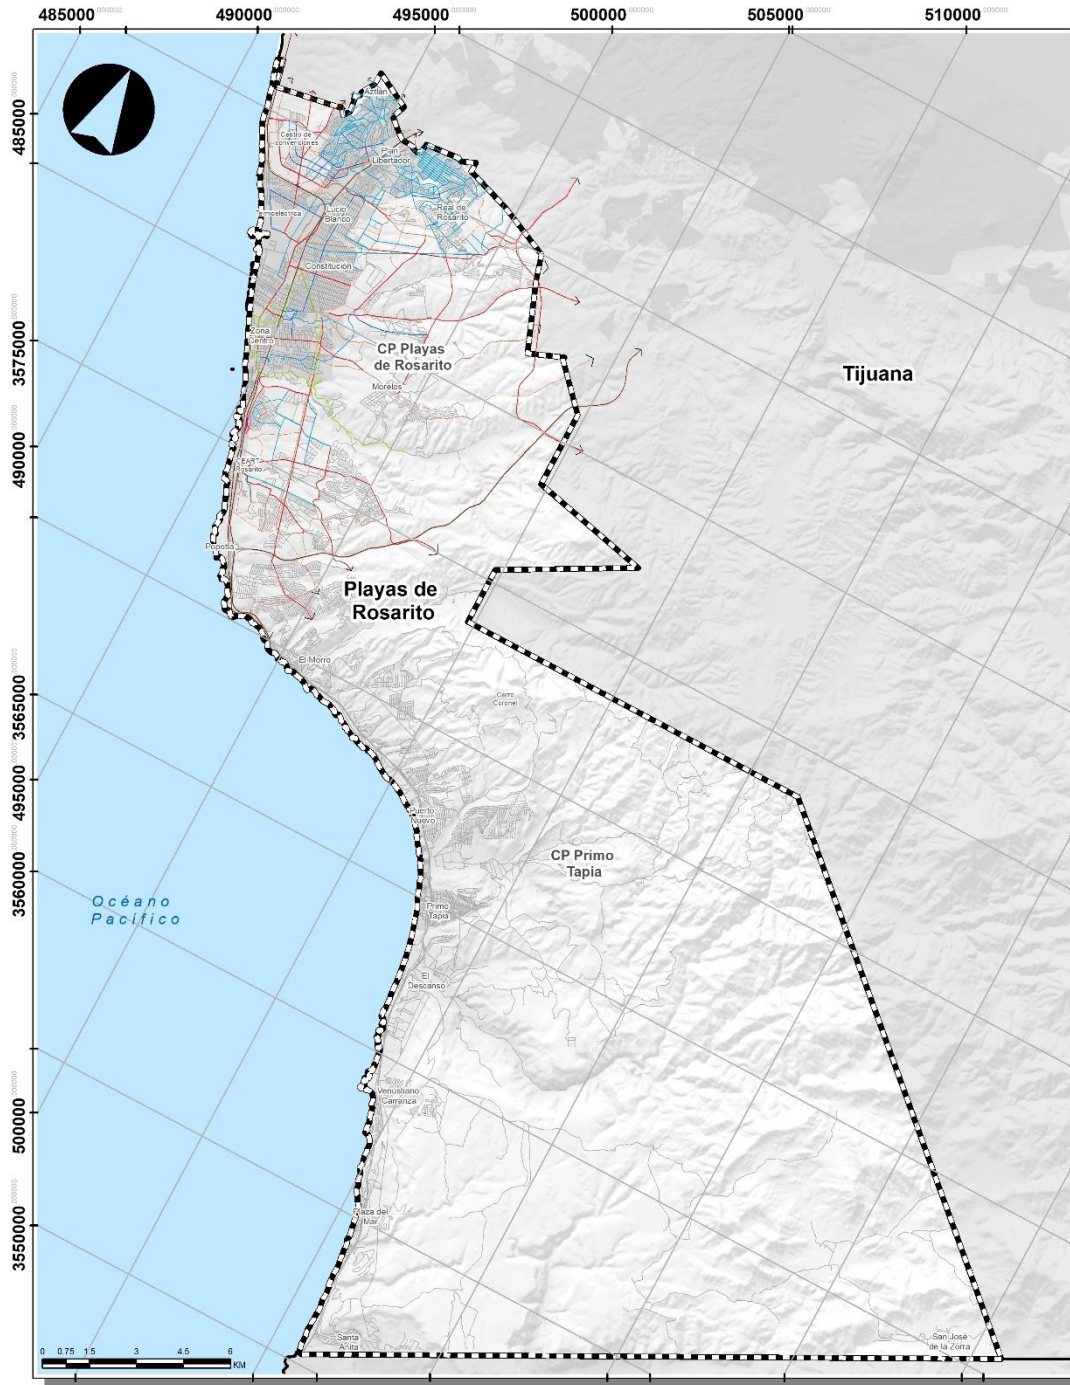 485000
490000
495000
500000
505000
510000
485000
3575000
490000
3565000
495000
3560000
500000
3550000
Aztlán
Centro de
convenciones
Plan
Libertador
Termoeléctrica
Lucio
Blanco
Real de
Rosarito
Constitución
Zona
Centro
CP Playas
de Rosarito
Morelos
Tijuana
CEART
Rosarito
Popotla
Playas de
Rosarito
El Morro
Cerro
Coronel
Puerto
Nuevo
CP Primo
Tapia
Océano
Pacífico
Primo
Tapia
El
Descanso
Venustiano
Carranza
Plaza del
Mar
Santa
Anita
San José
de la Zorra
0 0.75 1.5 3 4.5 6
KM